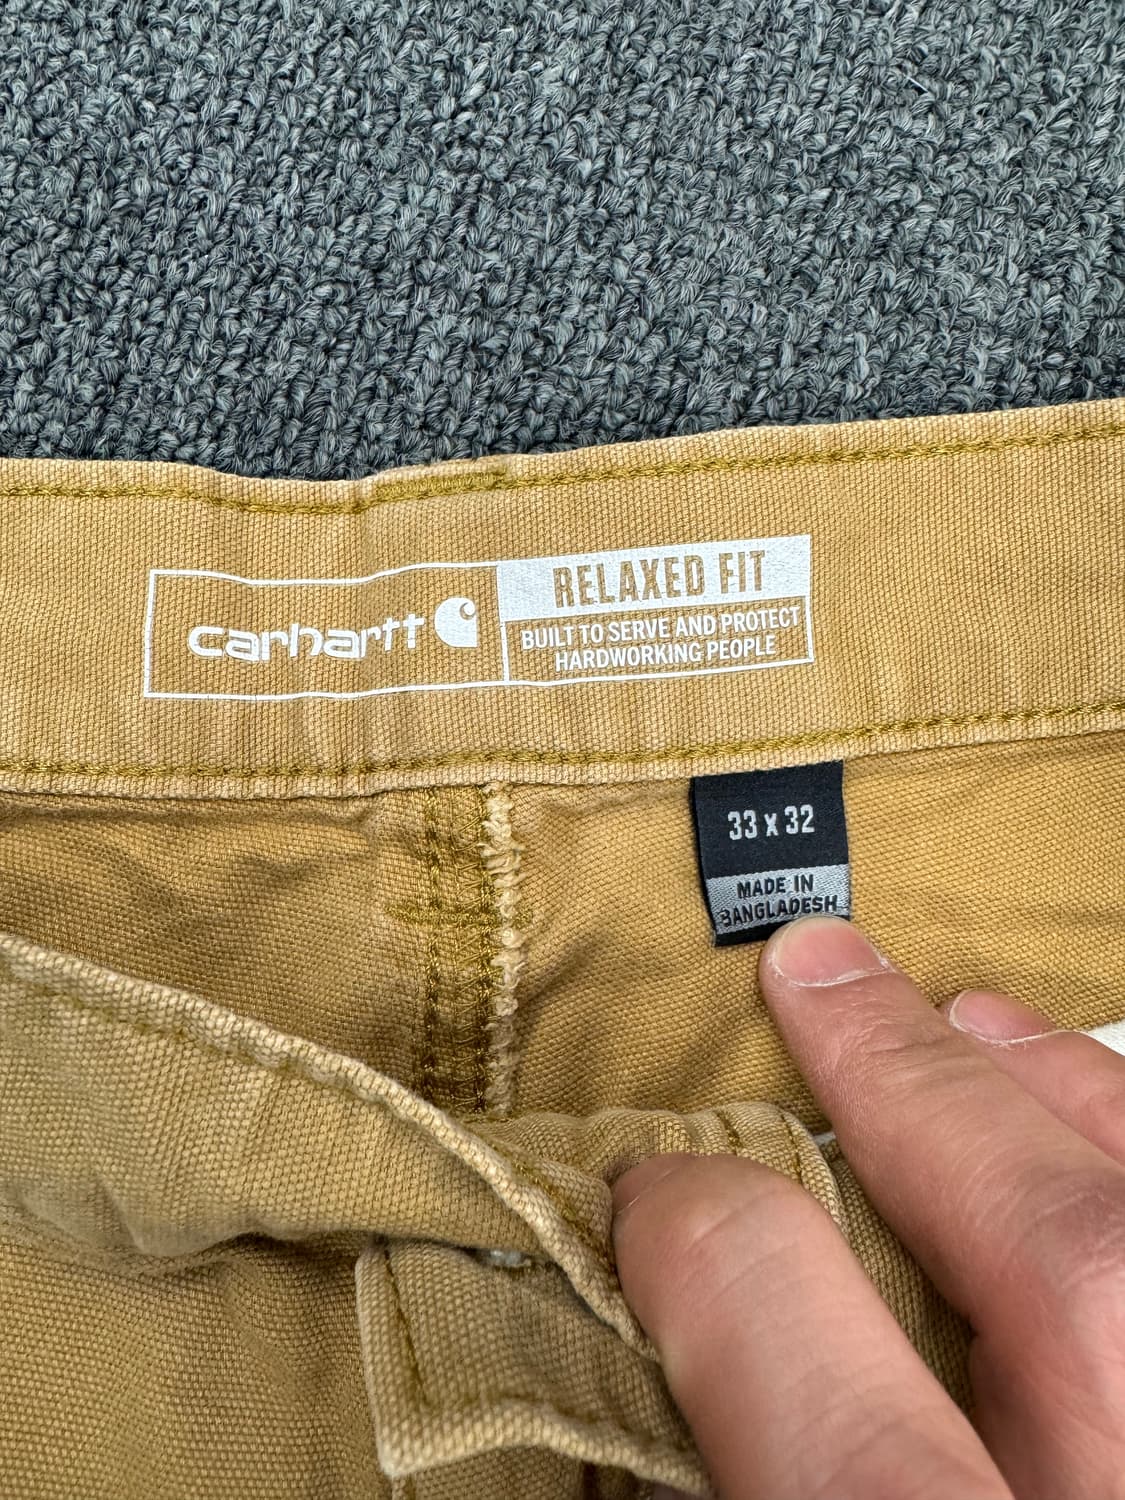 carhartt
RELAXED FIT
BUILT TO SERVE AND PROTECT
HARDWORKING PEOPLE
33 x 32
MADE IN
BANGLADESH